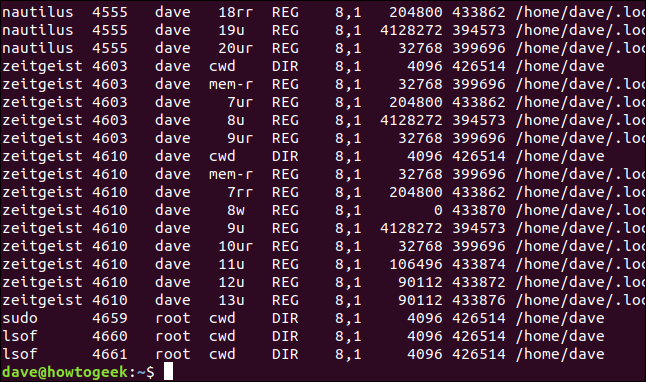 nautilus 4555 dave 18rr REG 8,1 204800 433862 /home/dave/.loc
nautilus 4555 dave 19u REG 8,1 4128272 394573 /home/dave/.loc
nautilus 4555 dave 20ur REG 8,1 32768 399696 /home/dave/.loc
zeitgeist 4603 dave cwd DIR 8,1 4096 426514 /home/dave
zeitgeist 4603 dave mem-r REG 8,1 32768 399696 /home/dave/.loc
zeitgeist 4603 dave 7ur REG 8,1 204800 433862 /home/dave/.loc
zeitgeist 4603 dave 8u REG 8,1 4128272 394573 /home/dave/.loc
zeitgeist 4603 dave 9ur REG 8,1 32768 399696 /home/dave/.loc
zeitgeist 4610 dave cwd DIR 8,1 4096 426514 /home/dave
zeitgeist 4610 dave mem-r REG 8,1 32768 399696 /home/dave/.loc
zeitgeist 4610 dave 7rr REG 8,1 204800 433862 /home/dave/.loc
zeitgeist 4610 dave 8w REG 8,1 0 433870 /home/dave/.loc
zeitgeist 4610 dave 9u REG 8,1 4128272 394573 /home/dave/.loc
zeitgeist 4610 dave 10ur REG 8,1 32768 399696 /home/dave/.loc
zeitgeist 4610 dave 11u REG 8,1 106496 433874 /home/dave/.loc
zeitgeist 4610 dave 12u REG 8,1 90112 433872 /home/dave/.loc
zeitgeist 4610 dave 13u REG 8,1 90112 433876 /home/dave/.loc
sudo 4659 root cwd DIR 8,1 4096 426514 /home/dave
lsof 4660 root cwd DIR 8,1 4096 426514 /home/dave
lsof 4661 root cwd DIR 8,1 4096 426514 /home/dave
dave@howtogeek:~$